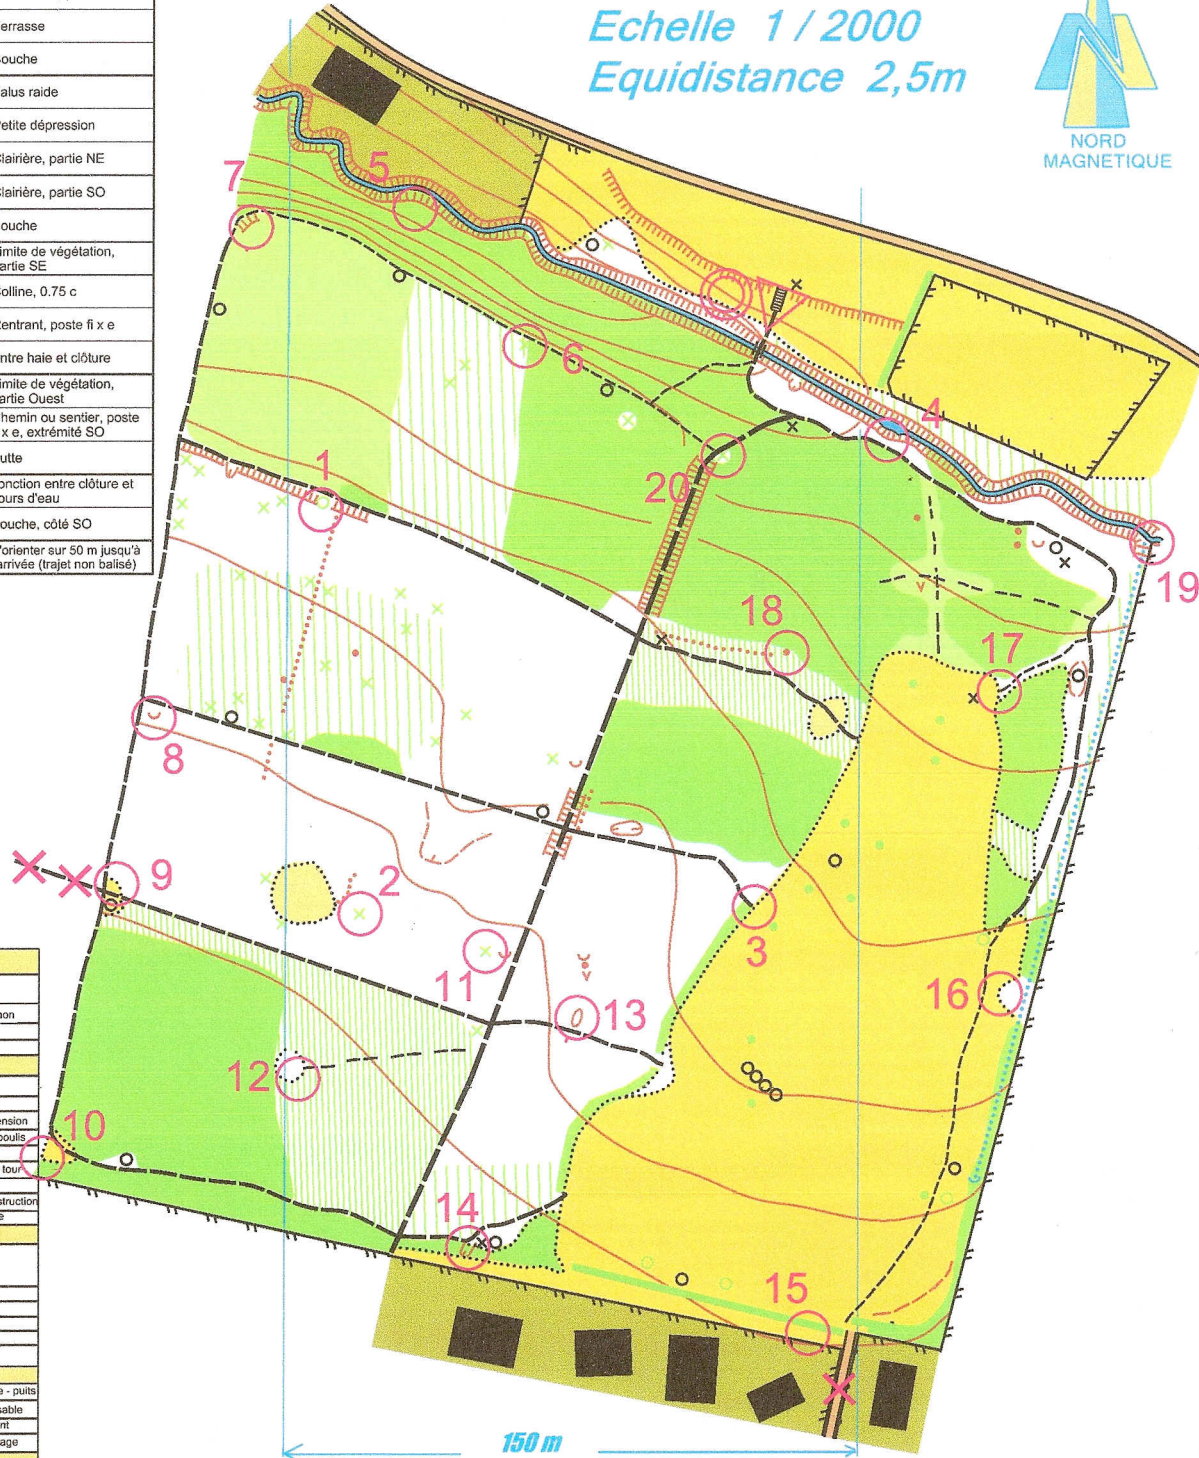 Echelle 1 / 2000
Equidistance 2,5m
NORD
MAGNETIQUE
errasse
ouche
alus raide
etite dépression
lairière, partie NE
lairière, partie SO
ouche
imite de végétation,
artie SE
olline, 0.75 c
entrant, poste fi x e
ntre haie et clôture
imite de végétation,
artie Ouest
hemin ou sentier, poste
x e, extrémité SO
utte
onction entre clôture et
ours d'eau
ouche, côté SO
'orienter sur 50 m jusqu'à
arrivée (trajet non balisé)
7
5
6
4
1
20
19
18
17
8
9
2
3
11
13
16
12
10
14
15
ension
tour
struction
e - puits
sable
nt
age
150 m